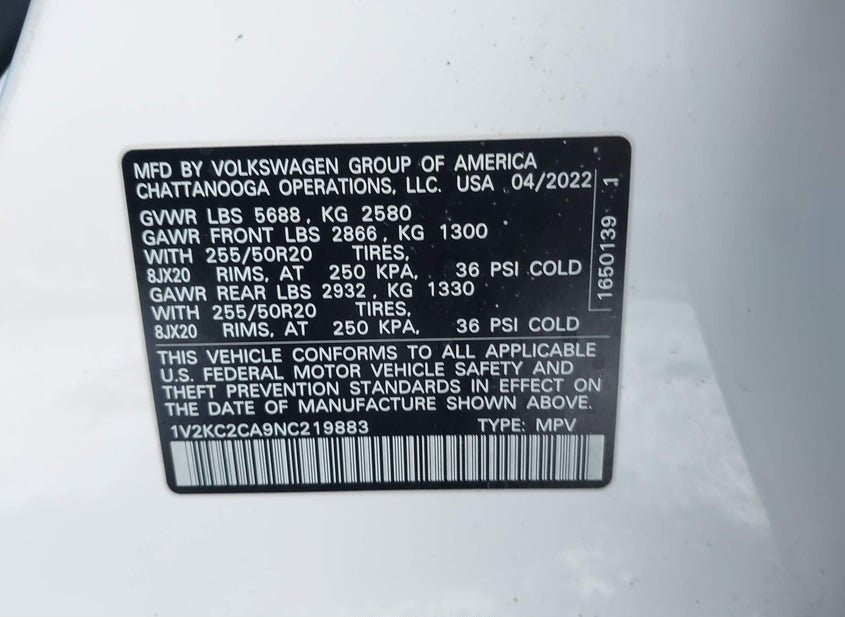 MFD BY VOLKSWAGEN GROUP OF AMERICA
CHATTANOOGA OPERATIONS, LLC. USA 04/2022
GVWR LBS 5688, KG 2580
GAWR FRONT LBS 2866, KG 1300
WITH 255/50R20 TIRES,
8JX20 RIMS, AT 250 KPA, 36 PSI COLD
GAWR REAR LBS 2932, KG 1330
WITH 255/50R20 TIRES,
8JX20 RIMS, AT 250 KPA, 36 PSI COLD
THIS VEHICLE CONFORMS TO ALL APPLICABLE
U.S. FEDERAL MOTOR VEHICLE SAFETY AND
THEFT PREVENTION STANDARDS IN EFFECT ON
THE DATE OF MANUFACTURE SHOWN ABOVE.
1V2KC2CA9NC219883 TYPE: MPV
1650139 1